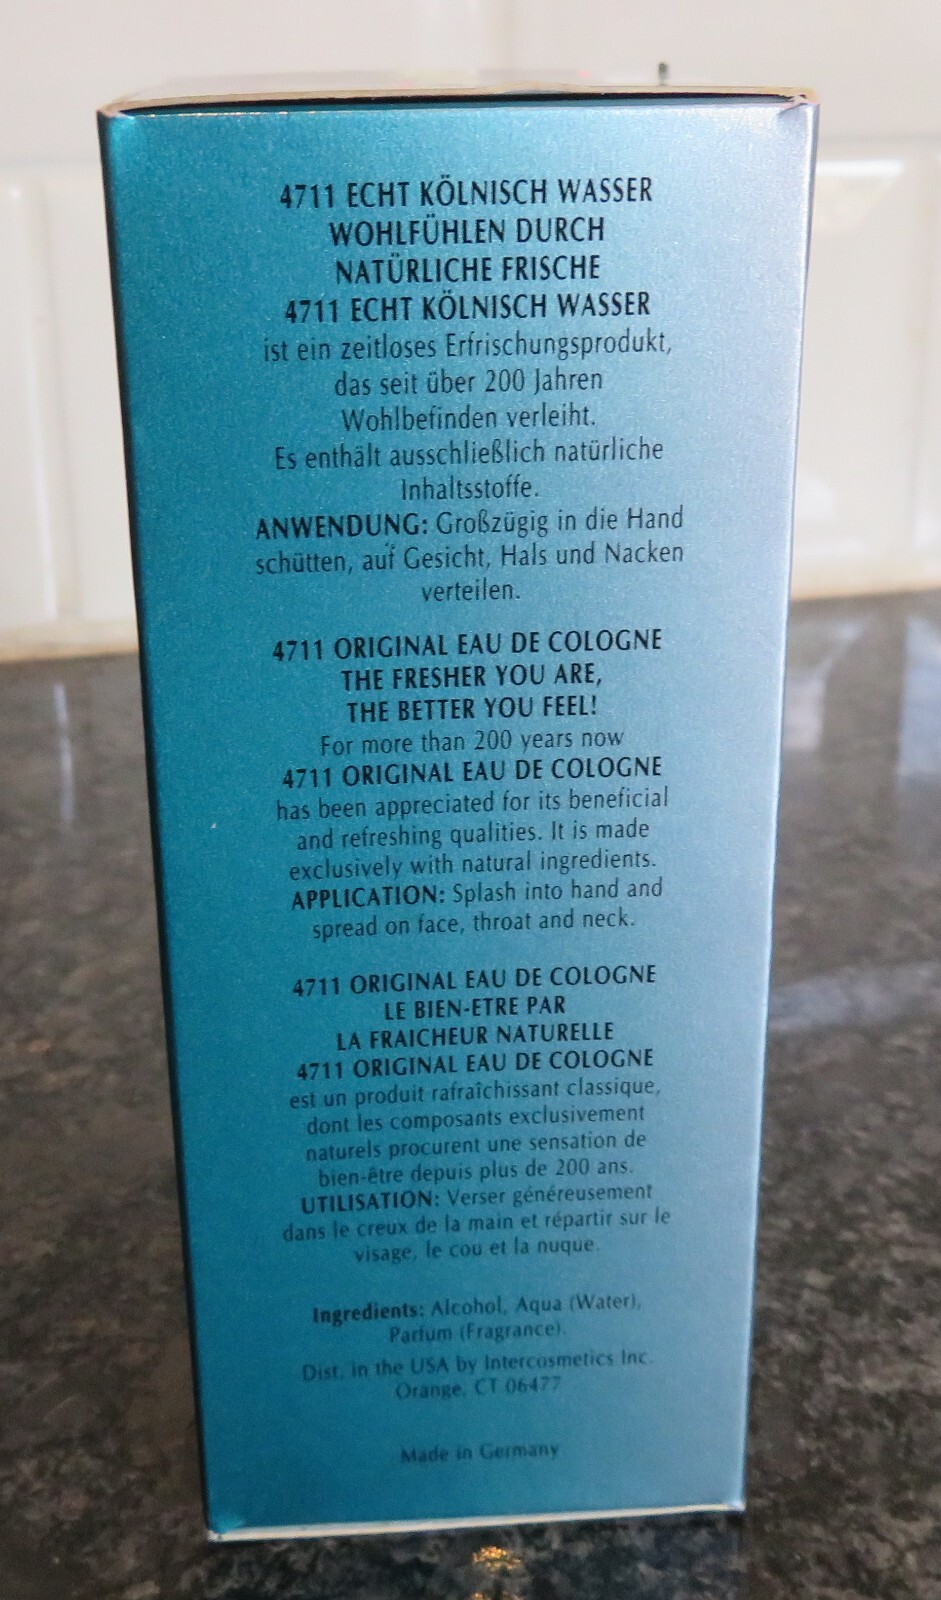 4711 ECHT KÖLNISCH WASSER
WOHLFÜHLEN DURCH
NATÜRLICHE FRISCHE
4711 ECHT KÖLNISCH WASSER
ist ein zeitloses Erfrischungsprodukt,
das seit über 200 Jahren
Wohlbefinden verleiht.
Es enthält ausschließlich natürliche
Inhaltsstoffe.
ANWENDUNG: Großzügig in die Hand
schütten, auf Gesicht, Hals und Nacken
verteilen.
4711 ORIGINAL EAU DE COLOGNE
THE FRESHER YOU ARE,
THE BETTER YOU FEEL!
For more than 200 years now
4711 ORIGINAL EAU DE COLOGNE
has been appreciated for its beneficial
and refreshing qualities. It is made
exclusively with natural ingredients.
APPLICATION: Splash into hand and
spread on face, throat and neck.
4711 ORIGINAL EAU DE COLOGNE
LE BIEN-ETRE PAR
LA FRAICHEUR NATURELLE
4711 ORIGINAL EAU DE COLOGNE
est un produit rafraîchissant classique,
dont les composants exclusivement
naturels procurent une sensation de
bien-être depuis plus de 200 ans.
UTILISATION: Verser généreusement
dans le creux de la main et répartir sur le
visage, le cou et la nuque.
Ingredients: Alcohol, Aqua (Water),
Parfum (Fragrance).
Dist. in the USA by Intercosmetics Inc.
Orange, CT 06477
Made in Germany